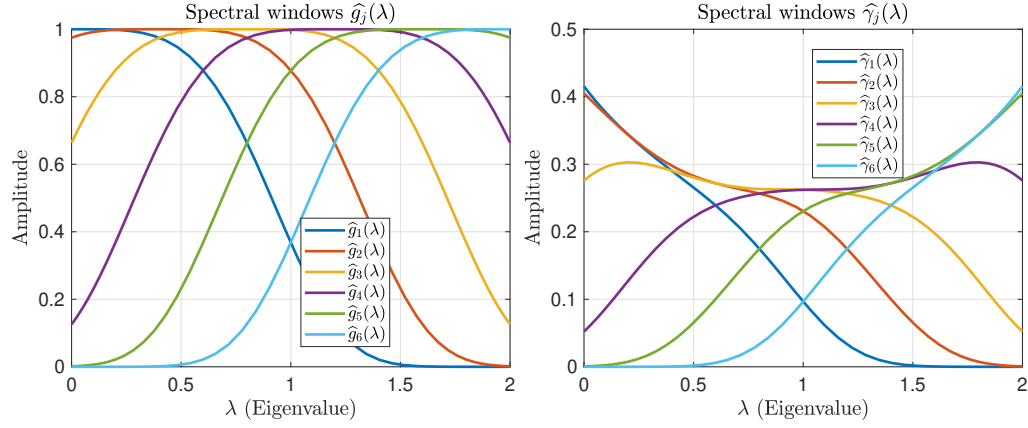 Spectral windows ĝ_j(λ)
1
0.8
0.6
0.4
0.2
0
Amplitude
ĝ_1(λ)
ĝ_2(λ)
ĝ_3(λ)
ĝ_4(λ)
ĝ_5(λ)
ĝ_6(λ)
0 0.5 1 1.5 2
λ (Eigenvalue)
Spectral windows γ̂_j(λ)
0.5
0.4
0.3
0.2
0.1
0
Amplitude
γ̂_1(λ)
γ̂_2(λ)
γ̂_3(λ)
γ̂_4(λ)
γ̂_5(λ)
γ̂_6(λ)
0 0.5 1 1.5 2
λ (Eigenvalue)